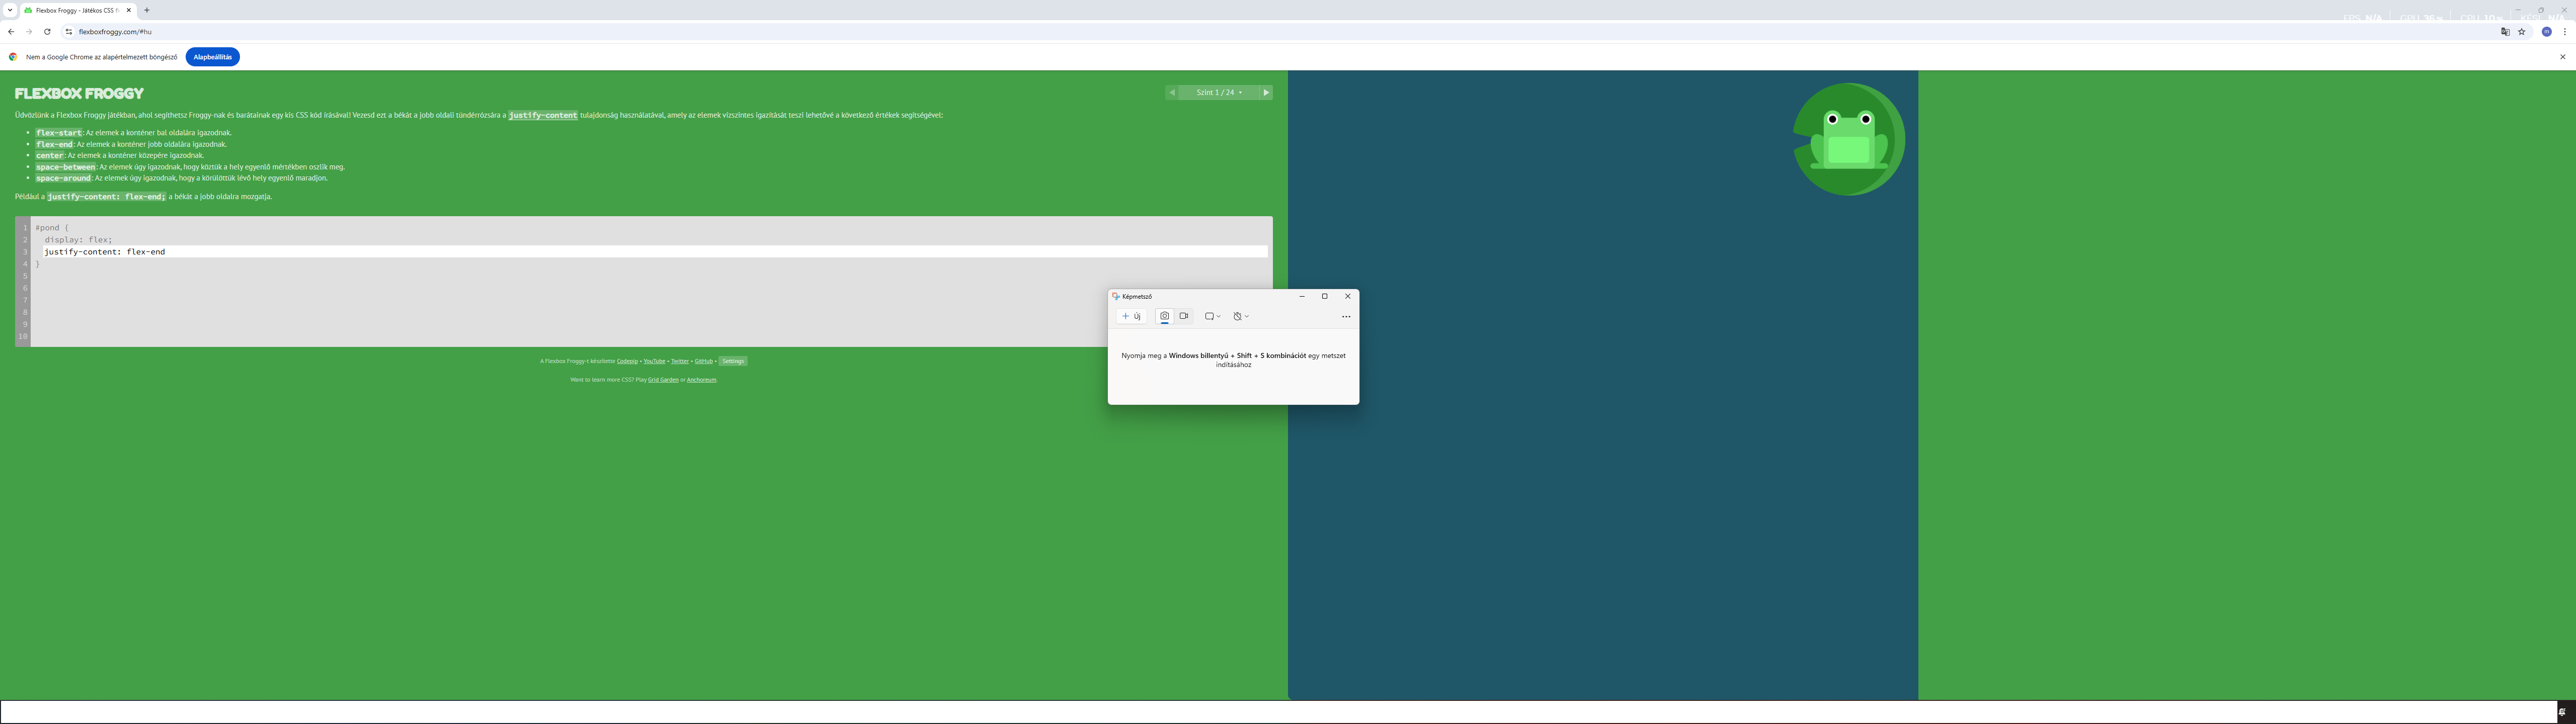 Flexbox Froggy - Játékos CSS f
FPS N/A GPU 36 % CPU 10 % KÉSL. N/A
flexboxfroggy.com/#hu
Nem a Google Chrome az alapértelmezett böngésző Alapbeállítás
FLEXBOX FROGGY
Szint 1 / 24
Üdvözlünk a Flexbox Froggy játékban, ahol segíthetsz Froggy-nak és barátainak egy kis CSS kód írásával! Vezesd ezt a békát a jobb oldali tündérrózsára a justify-content tulajdonság használatával, amely az elemek vízszintes igazítását teszi lehetővé a következő értékek segítségével:
• flex-start: Az elemek a konténer bal oldalára igazodnak.
• flex-end: Az elemek a konténer jobb oldalára igazodnak.
• center: Az elemek a konténer közepére igazodnak.
• space-between: Az elemek úgy igazodnak, hogy köztük a hely egyenlő mértékben oszlik meg.
• space-around: Az elemek úgy igazodnak, hogy a körülöttük lévő hely egyenlő maradjon.
Például a justify-content: flex-end; a békát a jobb oldalra mozgatja.
1 #pond {
2 display: flex;
3 justify-content: flex-end
4 }
5
6
7
8
9
10
Képmetsző
Új
Nyomja meg a Windows billentyű + Shift + S kombinációt egy metszet
indításához
A Flexbox Froggy-t készítette Codepip • YouTube • Twitter • GitHub • Settings
Want to learn more CSS? Play Grid Garden or Anchoreum